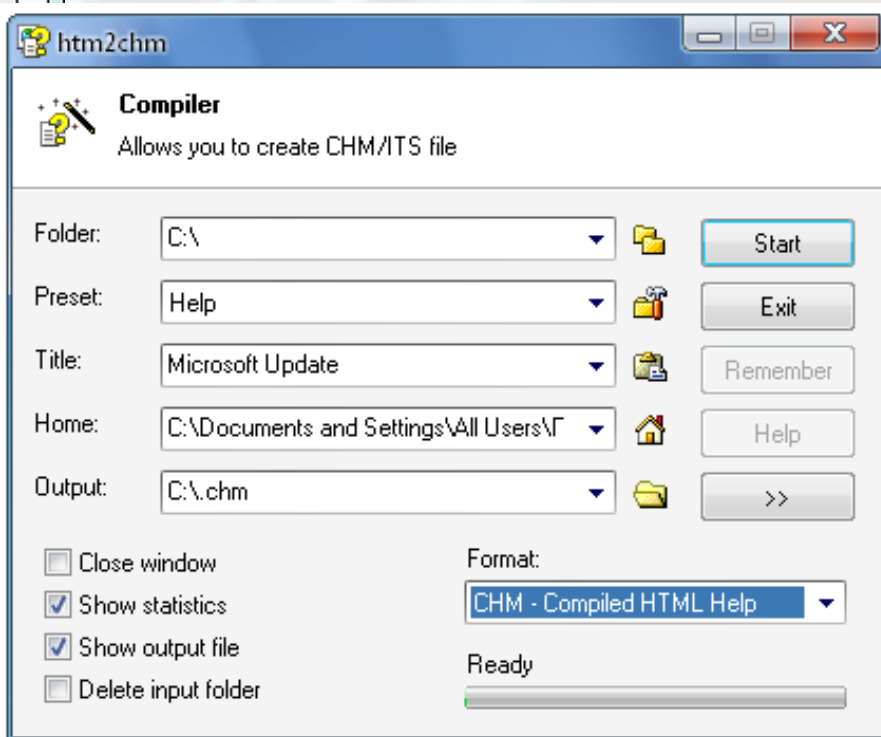 htm2chm
Compiler
Allows you to create CHM/ITS file
Folder: C:\ Start
Preset: Help Exit
Title: Microsoft Update Remember
Home: C:\Documents and Settings\All Users\Г Help
Output: C:\.chm >>
Close window
Show statistics
Show output file
Delete input folder
Format:
CHM - Compiled HTML Help
Ready